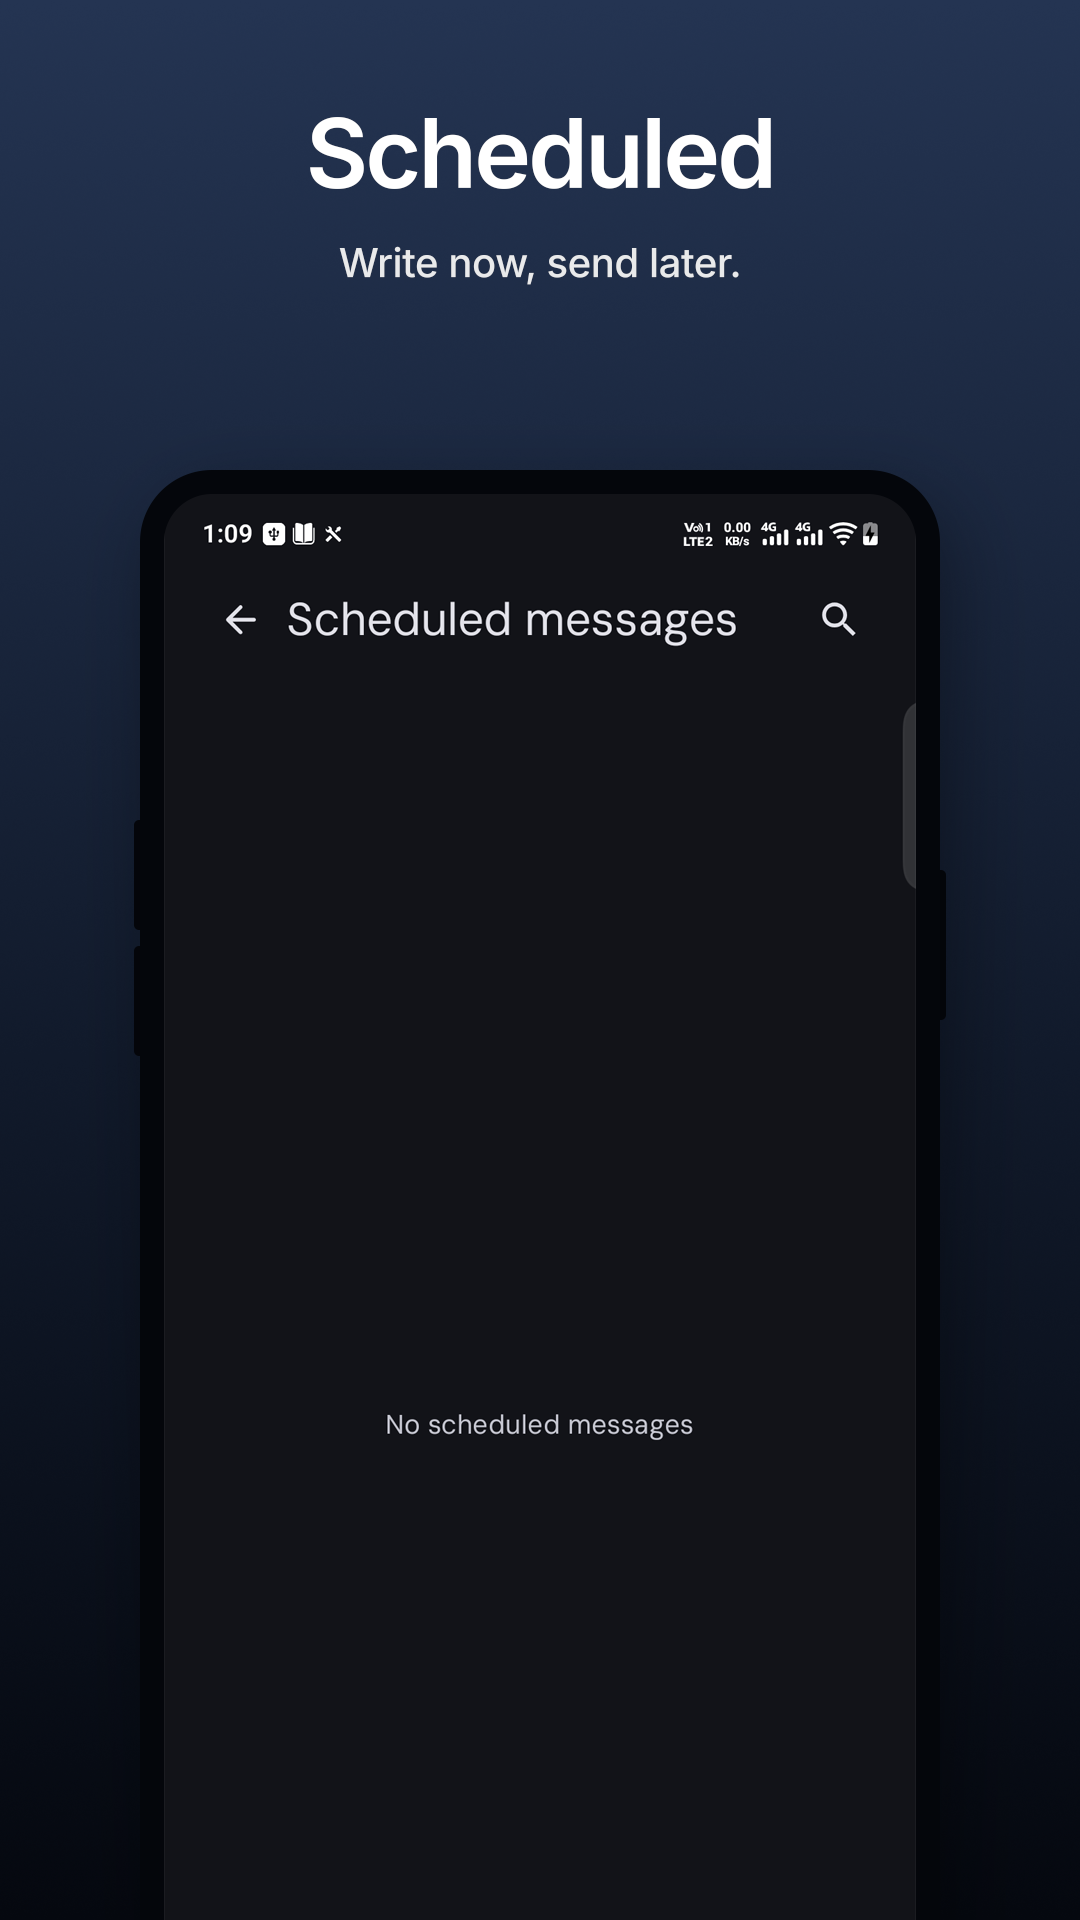 Scheduled
Write now, send later.
1:09
Vo 1 LTE2 0.00 KB/s 4G 4G
Scheduled messages
No scheduled messages